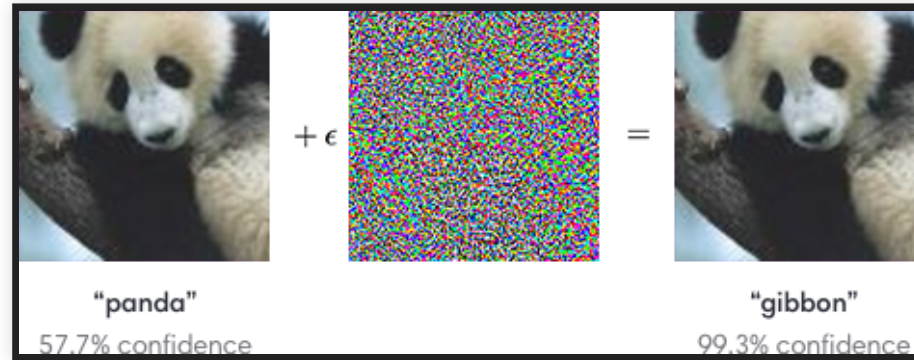 + ϵ
=
“panda”
“gibbon”
57.7% confidence
99.3% confidence